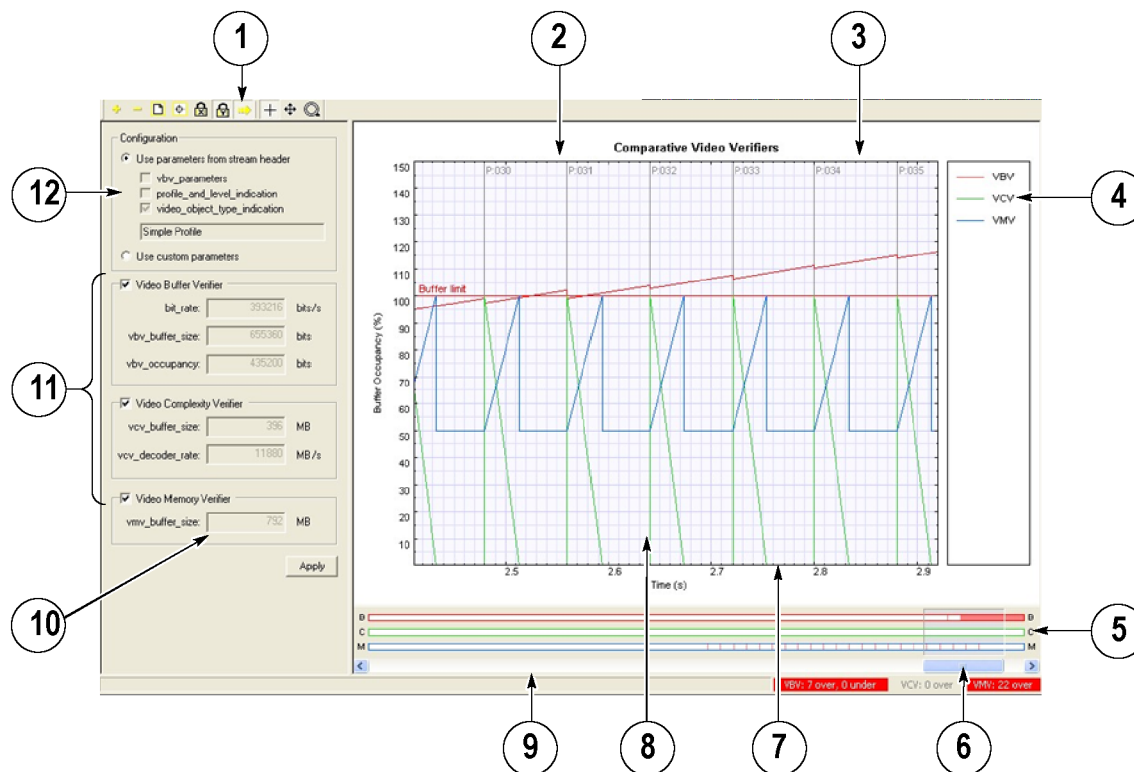 1
2
3
Comparative Video Verifiers
Configuration
Use parameters from stream header
vbv_parameters
profile_and_level_indication
video_object_type_indication
Simple Profile
Use custom parameters
12
Video Buffer Verifier
bit_rate: 393216 bits/s
vbv_buffer_size: 655360 bits
vbv_occupancy: 435200 bits
11
Video Complexity Verifier
vcv_buffer_size: 396 MB
vcv_decoder_rate: 11880 MB/s
Video Memory Verifier
vmv_buffer_size: 792 MB
Apply
10
P:030 P:031 P:032 P:033 P:034 P:035
150
140
130
120
110
100
90
80
70
60
50
40
30
20
10
Buffer Occupancy (%)
Buffer limit
2.5 2.6 2.7 2.8 2.9
Time (s)
VBV
VCV
VMV
4
B B
C C
M M
5
VBV: 7 over, 0 under VCV: 0 over VMV: 22 over
9
8
7
6